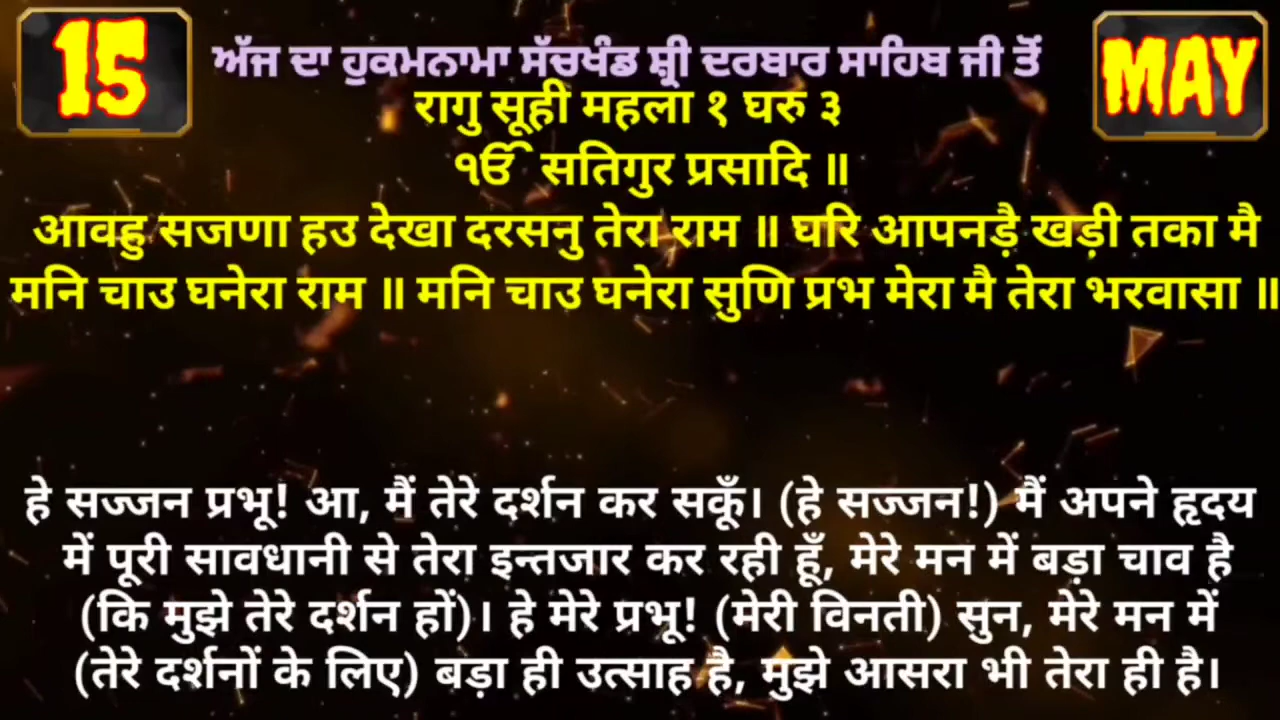 15
ਅੱਜ ਦਾ ਹੁਕਮਨਾਮਾ ਸੱਚਖੰਡ ਸ਼੍ਰੀ ਦਰਬਾਰ ਸਾਹਿਬ ਜੀ ਤੋਂ
MAY
रागु सूही महला १ घरु ३
ੴ सतिगुर प्रसादि ॥
आवहु सजणा हउ देखा दरसनु तेरा राम ॥ घरि आपनड़ै खड़ी तका मै
मनि चाउ घनेरा राम ॥ मनि चाउ घनेरा सुणि प्रभ मेरा मै तेरा भरवासा ॥
हे सज्जन प्रभू! आ, मैं तेरे दर्शन कर सकूँ। (हे सज्जन!) मैं अपने हृदय
में पूरी सावधानी से तेरा इन्तजार कर रही हूँ, मेरे मन में बड़ा चाव है
(कि मुझे तेरे दर्शन हों)। हे मेरे प्रभू! (मेरी विनती) सुन, मेरे मन में
(तेरे दर्शनों के लिए) बड़ा ही उत्साह है, मुझे आसरा भी तेरा ही है।